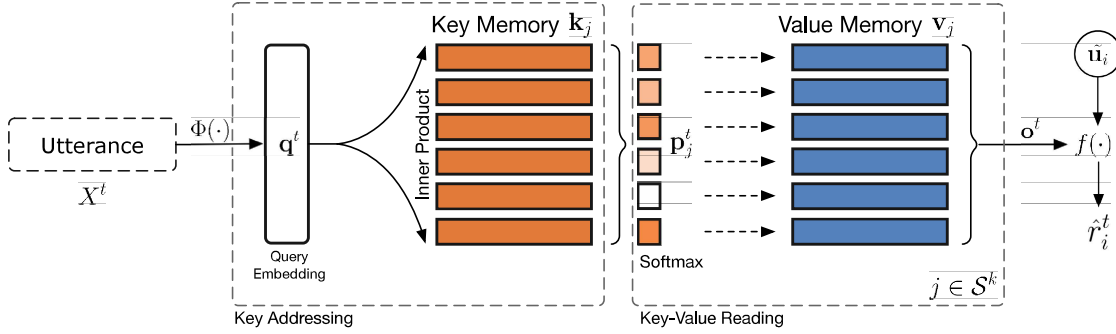 Utterance
X^t
Φ(·)
q^t
Query
Embedding
Inner Product
Key Memory k_j
Key Addressing
p_j^t
Softmax
Value Memory v_j
j ∈ S^k
Key-Value Reading
o^t
ũ_i
f(·)
r̂_i^t